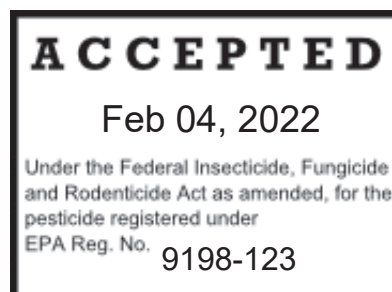 ACCEPTED
Feb 04, 2022
Under the Federal Insecticide, Fungicide
and Rodenticide Act as amended, for the
pesticide registered under
EPA Reg. No. 9198-123